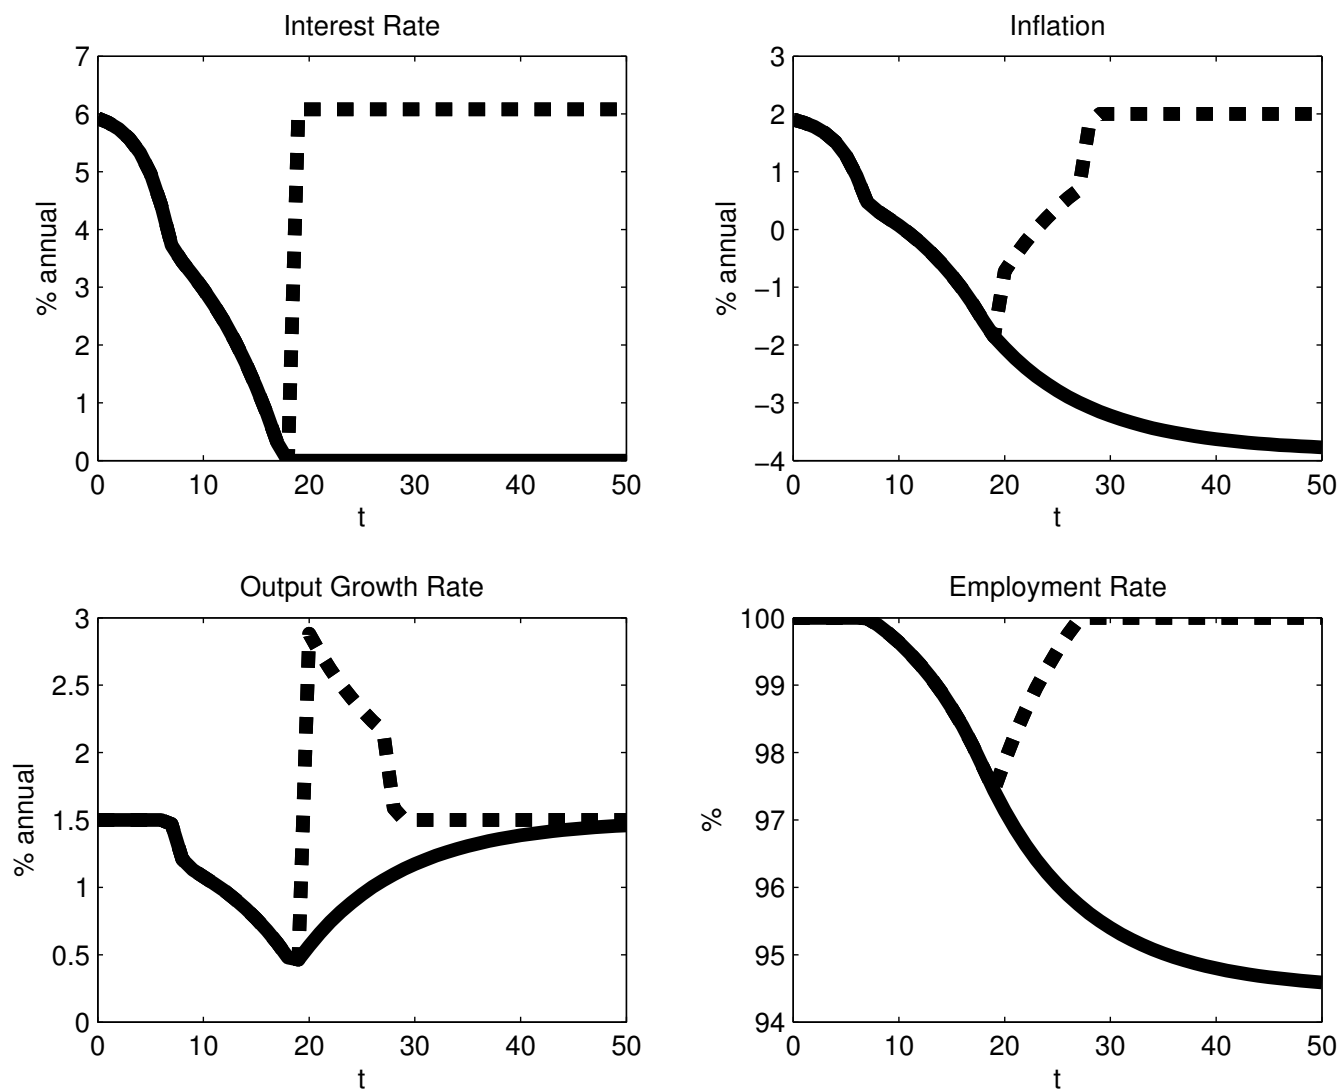 Interest Rate
7
6
5
4
3
2
1
0
% annual
0 10 20 30 40 50
t
Inflation
3
2
1
0
−1
−2
−3
−4
% annual
0 10 20 30 40 50
t
Output Growth Rate
3
2.5
2
1.5
1
0.5
0
% annual
0 10 20 30 40 50
t
Employment Rate
100
99
98
97
96
95
94
%
0 10 20 30 40 50
t